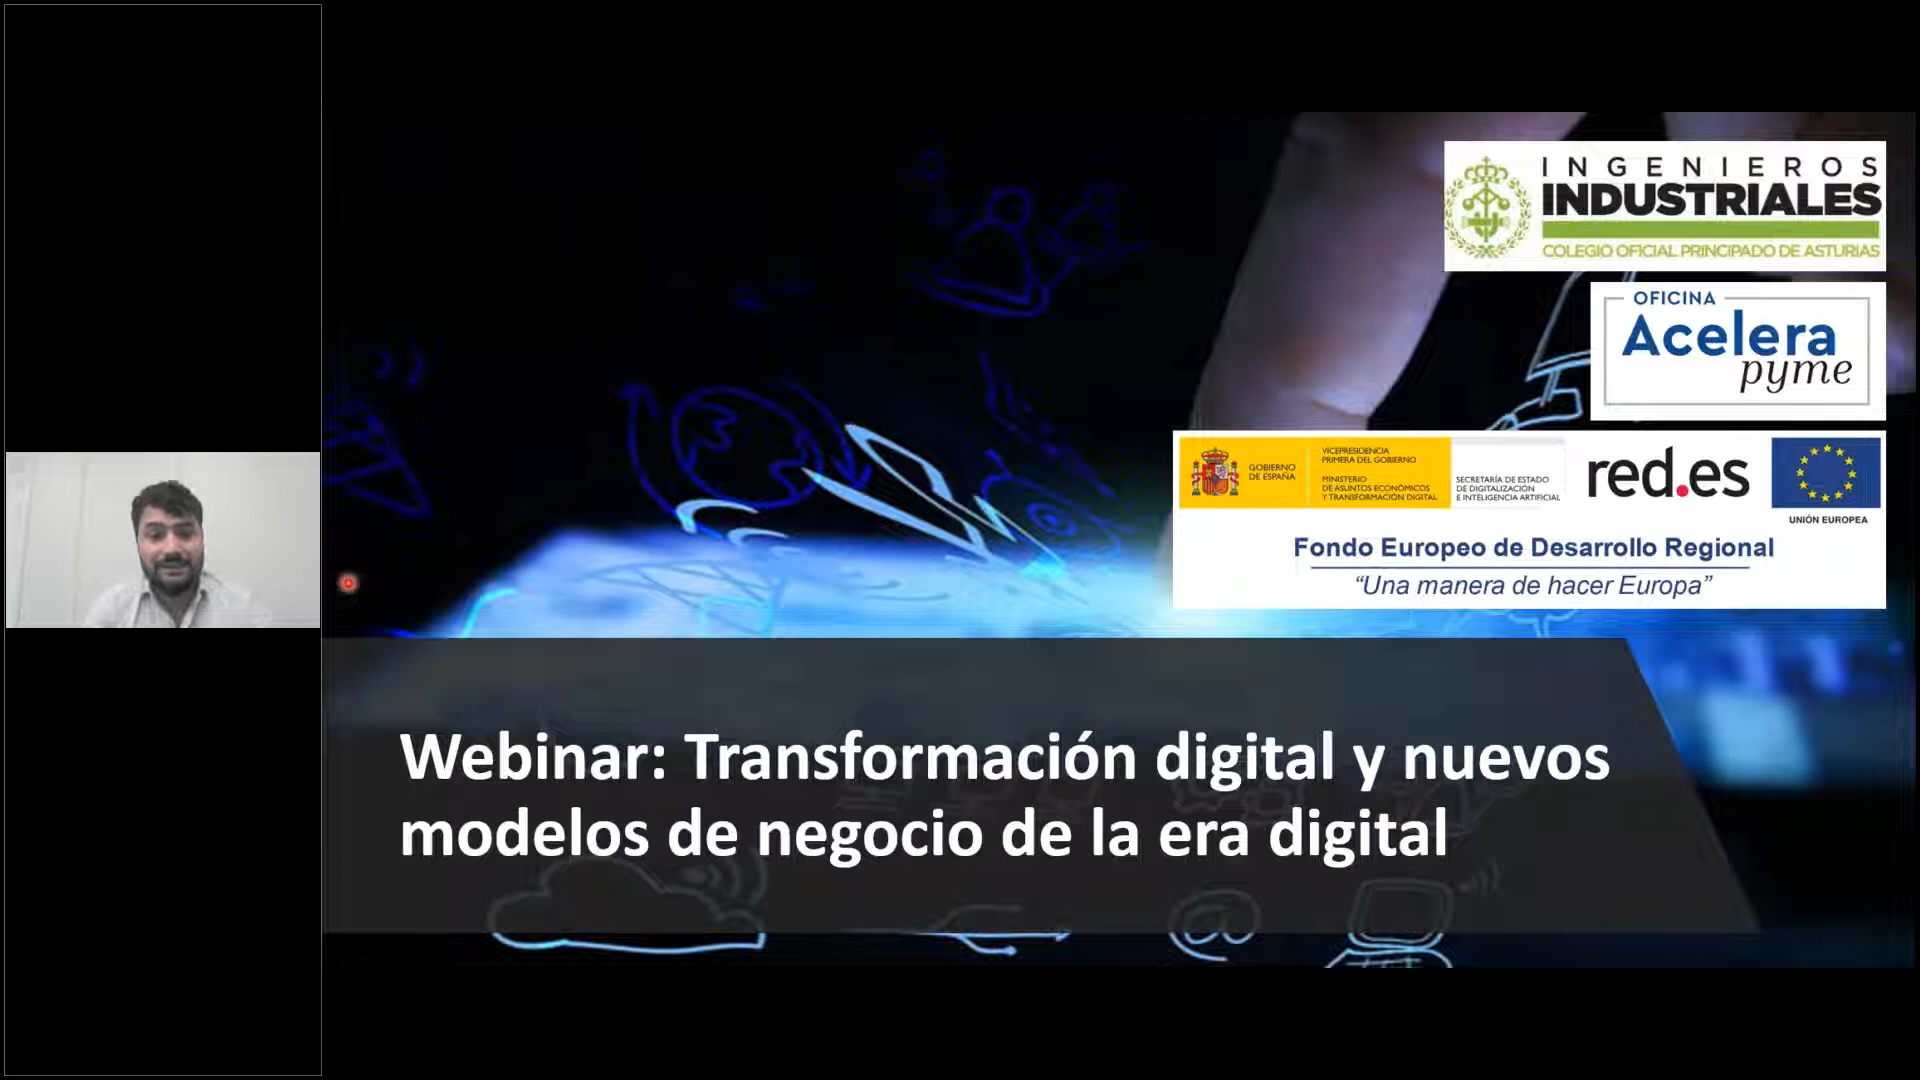 INGENIEROS
INDUSTRIALES
COLEGIO OFICIAL PRINCIPADO DE ASTURIAS
OFICINA
Acelera
pyme
GOBIERNO
DE ESPAÑA
VICEPRESIDENCIA
PRIMERA DEL GOBIERNO
MINISTERIO
DE ASUNTOS ECONÓMICOS
Y TRANSFORMACIÓN DIGITAL
SECRETARÍA DE ESTADO
DE DIGITALIZACIÓN
E INTELIGENCIA ARTIFICIAL
red.es
UNIÓN EUROPEA
Fondo Europeo de Desarrollo Regional
“Una manera de hacer Europa”
Webinar: Transformación digital y nuevos
modelos de negocio de la era digital